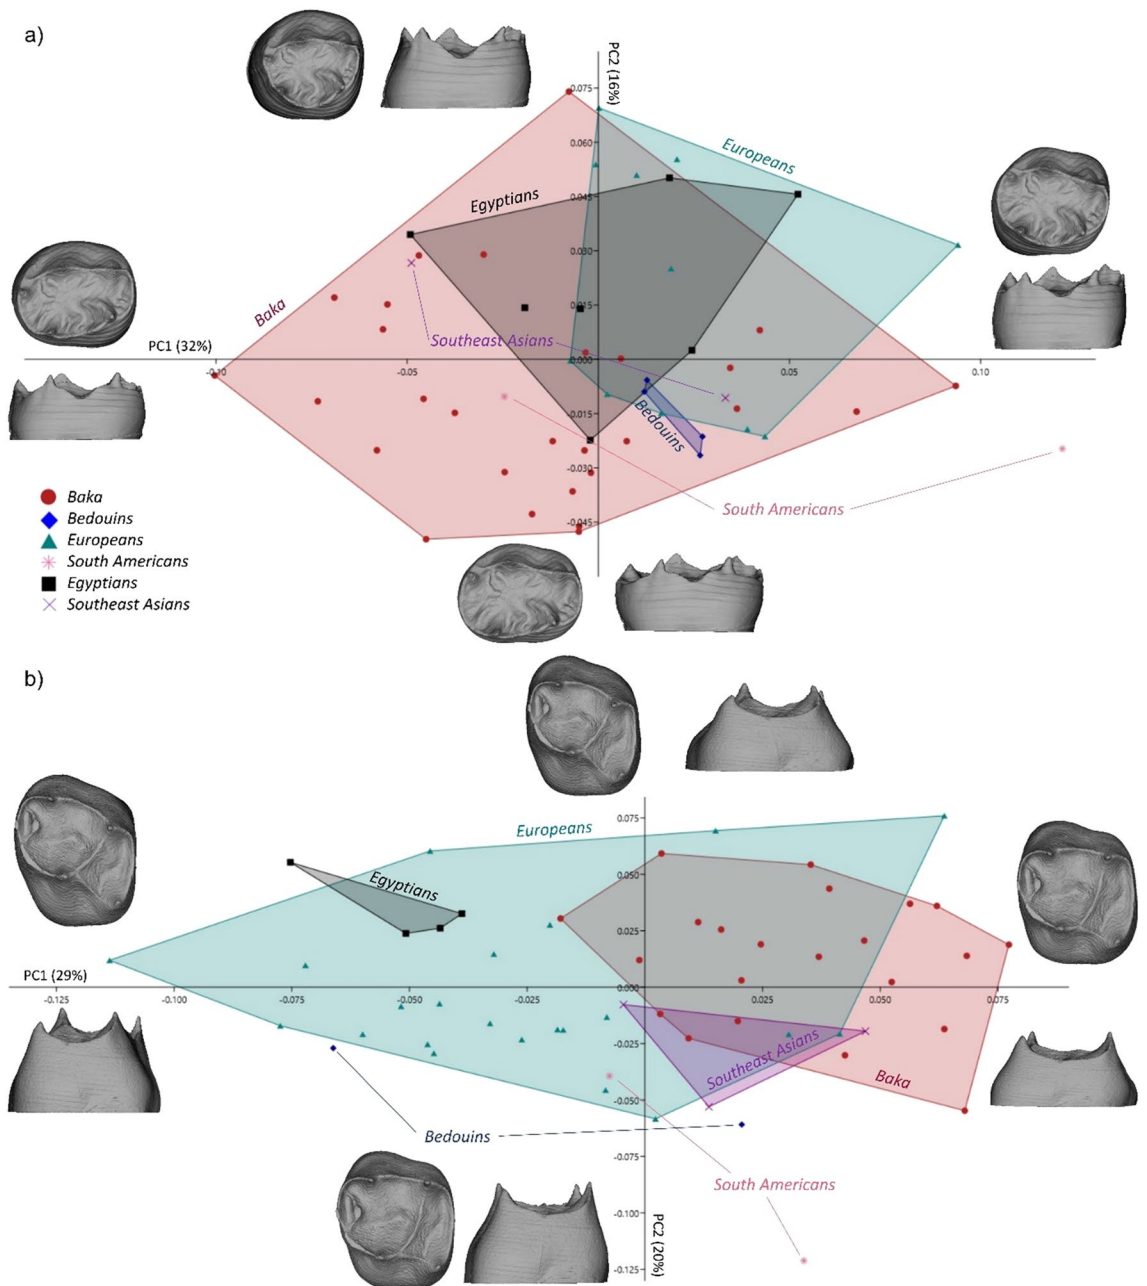 a)
PC2 (16%)
0.075
0.060
Europeans
0.045
Egyptians
0.030
Baka
0.015
Southeast Asians
PC1 (32%)
0.000
-0.10
-0.05
0.05
0.10
-0.015
Bedouins
-0.030
South Americans
-0.045
Baka
Bedouins
Europeans
South Americans
Egyptians
Southeast Asians
b)
0.075
Europeans
0.050
Egyptians
0.025
PC1 (29%)
0.000
-0.125
-0.100
-0.075
-0.050
-0.025
0.025
0.050
0.075
-0.025
Southeast Asians
Baka
-0.050
Bedouins
-0.075
South Americans
-0.100
PC2 (20%)
-0.125